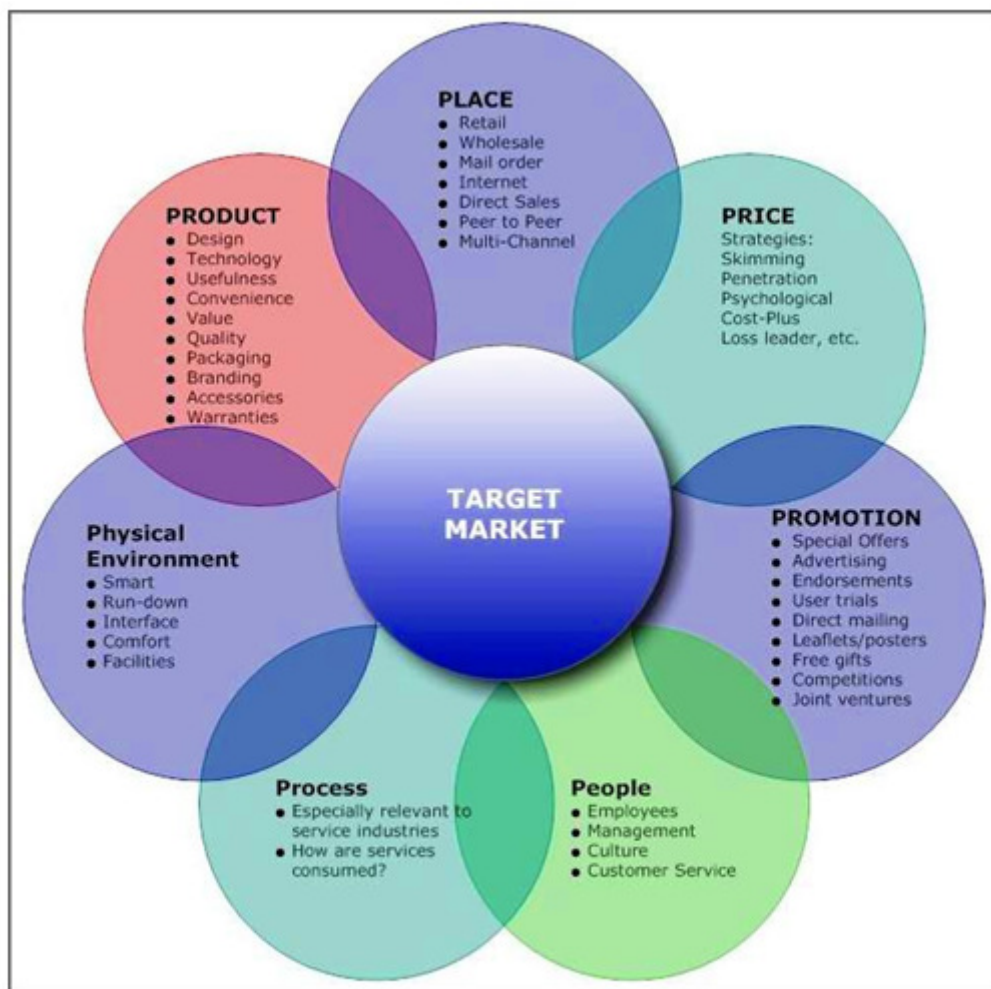 PLACE
● Retail
● Wholesale
● Mail order
● Internet
● Direct Sales
● Peer to Peer
● Multi-Channel
PRICE
Strategies:
Skimming
Penetration
Psychological
Cost-Plus
Loss leader, etc.
PROMOTION
● Special Offers
● Advertising
● Endorsements
● User trials
● Direct mailing
● Leaflets/posters
● Free gifts
● Competitions
● Joint ventures
People
● Employees
● Management
● Culture
● Customer Service
Process
● Especially relevant to
service industries
● How are services
consumed?
Physical
Environment
● Smart
● Run-down
● Interface
● Comfort
● Facilities
PRODUCT
● Design
● Technology
● Usefulness
● Convenience
● Value
● Quality
● Packaging
● Branding
● Accessories
● Warranties
TARGET
MARKET